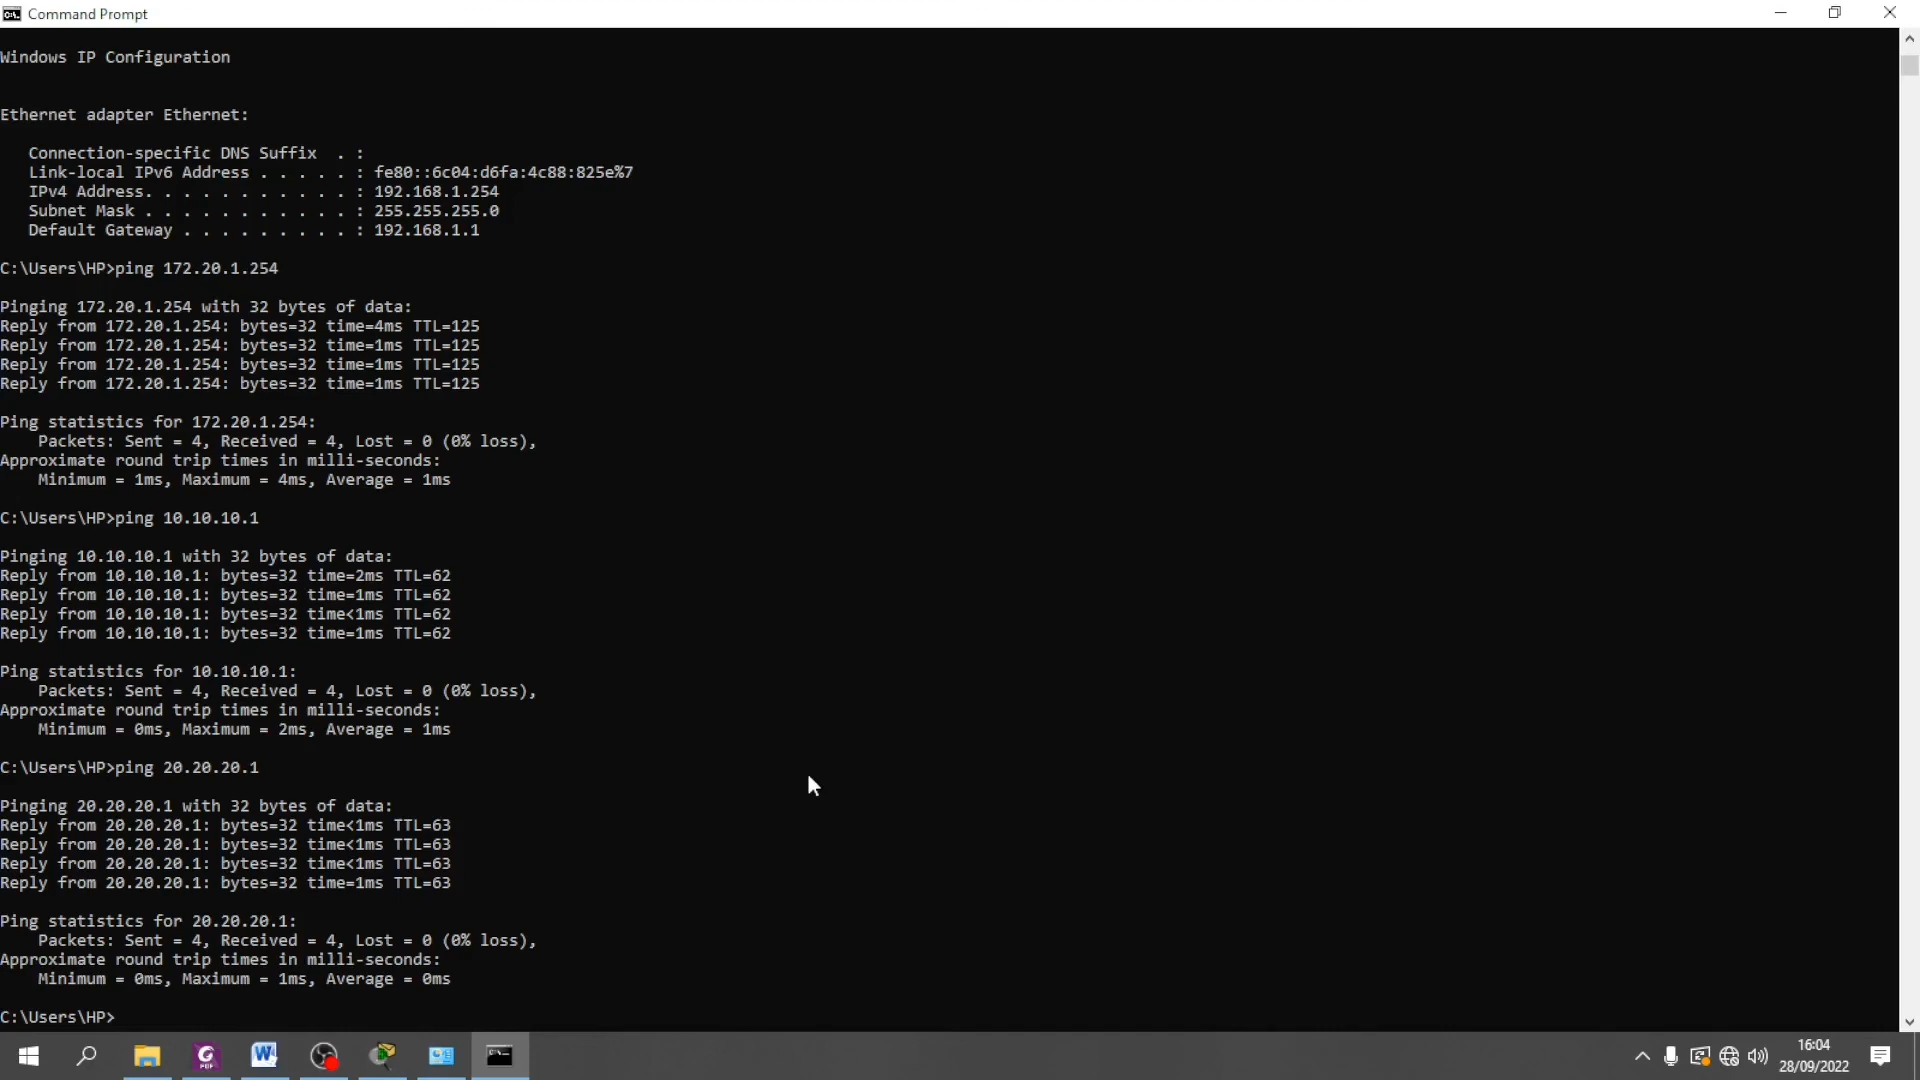 Command Prompt
Windows IP Configuration
Ethernet adapter Ethernet:
Connection-specific DNS Suffix  . :
Link-local IPv6 Address . . . . . : fe80::6c04:d6fa:4c88:825e%7
IPv4 Address. . . . . . . . . . . : 192.168.1.254
Subnet Mask . . . . . . . . . . . : 255.255.255.0
Default Gateway . . . . . . . . . : 192.168.1.1
C:\Users\HP>ping 172.20.1.254
Pinging 172.20.1.254 with 32 bytes of data:
Reply from 172.20.1.254: bytes=32 time=4ms TTL=125
Reply from 172.20.1.254: bytes=32 time=1ms TTL=125
Reply from 172.20.1.254: bytes=32 time=1ms TTL=125
Reply from 172.20.1.254: bytes=32 time=1ms TTL=125
Ping statistics for 172.20.1.254:
Packets: Sent = 4, Received = 4, Lost = 0 (0% loss),
Approximate round trip times in milli-seconds:
Minimum = 1ms, Maximum = 4ms, Average = 1ms
C:\Users\HP>ping 10.10.10.1
Pinging 10.10.10.1 with 32 bytes of data:
Reply from 10.10.10.1: bytes=32 time=2ms TTL=62
Reply from 10.10.10.1: bytes=32 time=1ms TTL=62
Reply from 10.10.10.1: bytes=32 time<1ms TTL=62
Reply from 10.10.10.1: bytes=32 time=1ms TTL=62
Ping statistics for 10.10.10.1:
Packets: Sent = 4, Received = 4, Lost = 0 (0% loss),
Approximate round trip times in milli-seconds:
Minimum = 0ms, Maximum = 2ms, Average = 1ms
C:\Users\HP>ping 20.20.20.1
Pinging 20.20.20.1 with 32 bytes of data:
Reply from 20.20.20.1: bytes=32 time<1ms TTL=63
Reply from 20.20.20.1: bytes=32 time<1ms TTL=63
Reply from 20.20.20.1: bytes=32 time<1ms TTL=63
Reply from 20.20.20.1: bytes=32 time=1ms TTL=63
Ping statistics for 20.20.20.1:
Packets: Sent = 4, Received = 4, Lost = 0 (0% loss),
Approximate round trip times in milli-seconds:
Minimum = 0ms, Maximum = 1ms, Average = 0ms
C:\Users\HP>
16:04
28/09/2022